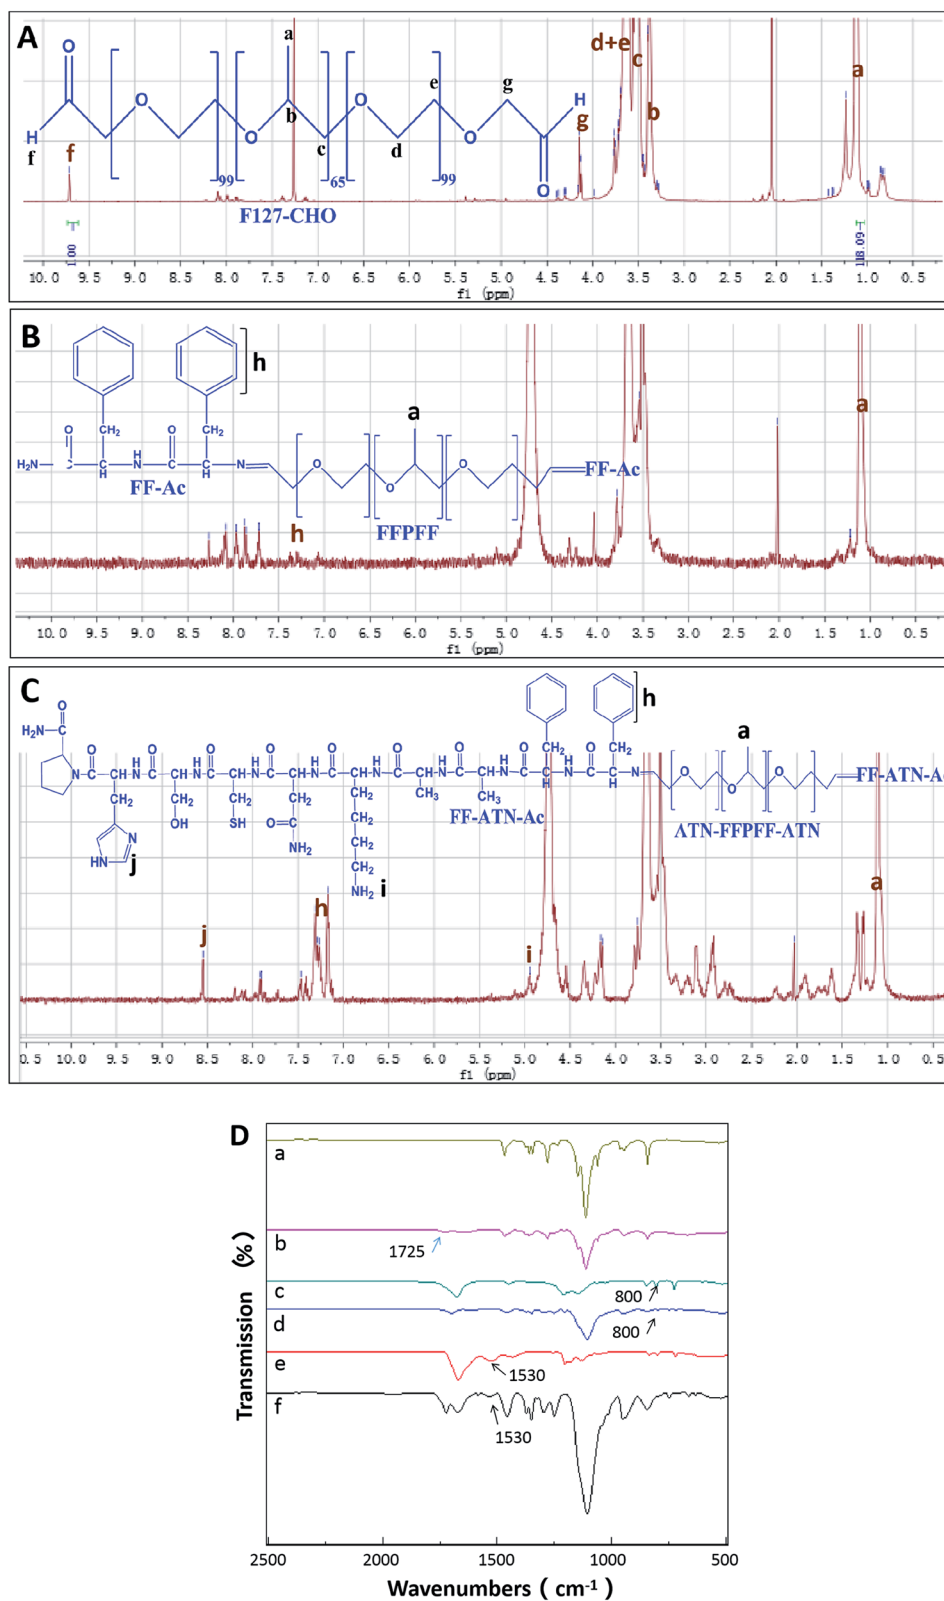 A
O
H
f
f
O
99
O
a
b
65
c
O
d
e
99
O
g
H
O
g
d+e
c
b
a
F127-CHO
1.00
118.09
10.0 9.5 9.0 8.5 8.0 7.5 7.0 6.5 6.0 5.5 5.0 4.5 4.0 3.5 3.0 2.5 2.0 1.5 1.0 0.5
f1 (ppm)
B
h
a
a
O CH2 O CH2
H2N C N H N O O O FF-Ac
H H H
FF-Ac
FFPFF
h
10.0 9.5 9.0 8.5 8.0 7.5 7.0 6.5 6.0 5.5 5.0 4.5 4.0 3.5 3.0 2.5 2.0 1.5 1.0 0.5
f1 (ppm)
C
h
a
O
H2N
N
O
H
N
O
H
N
O
H
N
O
H
N
O
H
N
O
H
N
O
H
N
O
CH2
H
N
O
CH2
H
N
O
O
O
FF-ATN-Ac
CH2
OH
CH2
SH
CH2
O=C
NH2
CH2
CH2
CH2
CH2
NH2
CH3
CH3
N
HN
j
i
FF-ATN-Ac
ATN-FFPFF-ATN
j
h
i
a
0.5 10.0 9.5 9.0 8.5 8.0 7.5 7.0 6.5 6.0 5.5 5.0 4.5 4.0 3.5 3.0 2.5 2.0 1.5 1.0 0.5
f1 (ppm)
D
a
b
1725
c
800
d
800
e
1530
f
1530
Transmission (%)
2500 2000 1500 1000 500
Wavenumbers ( cm-1 )